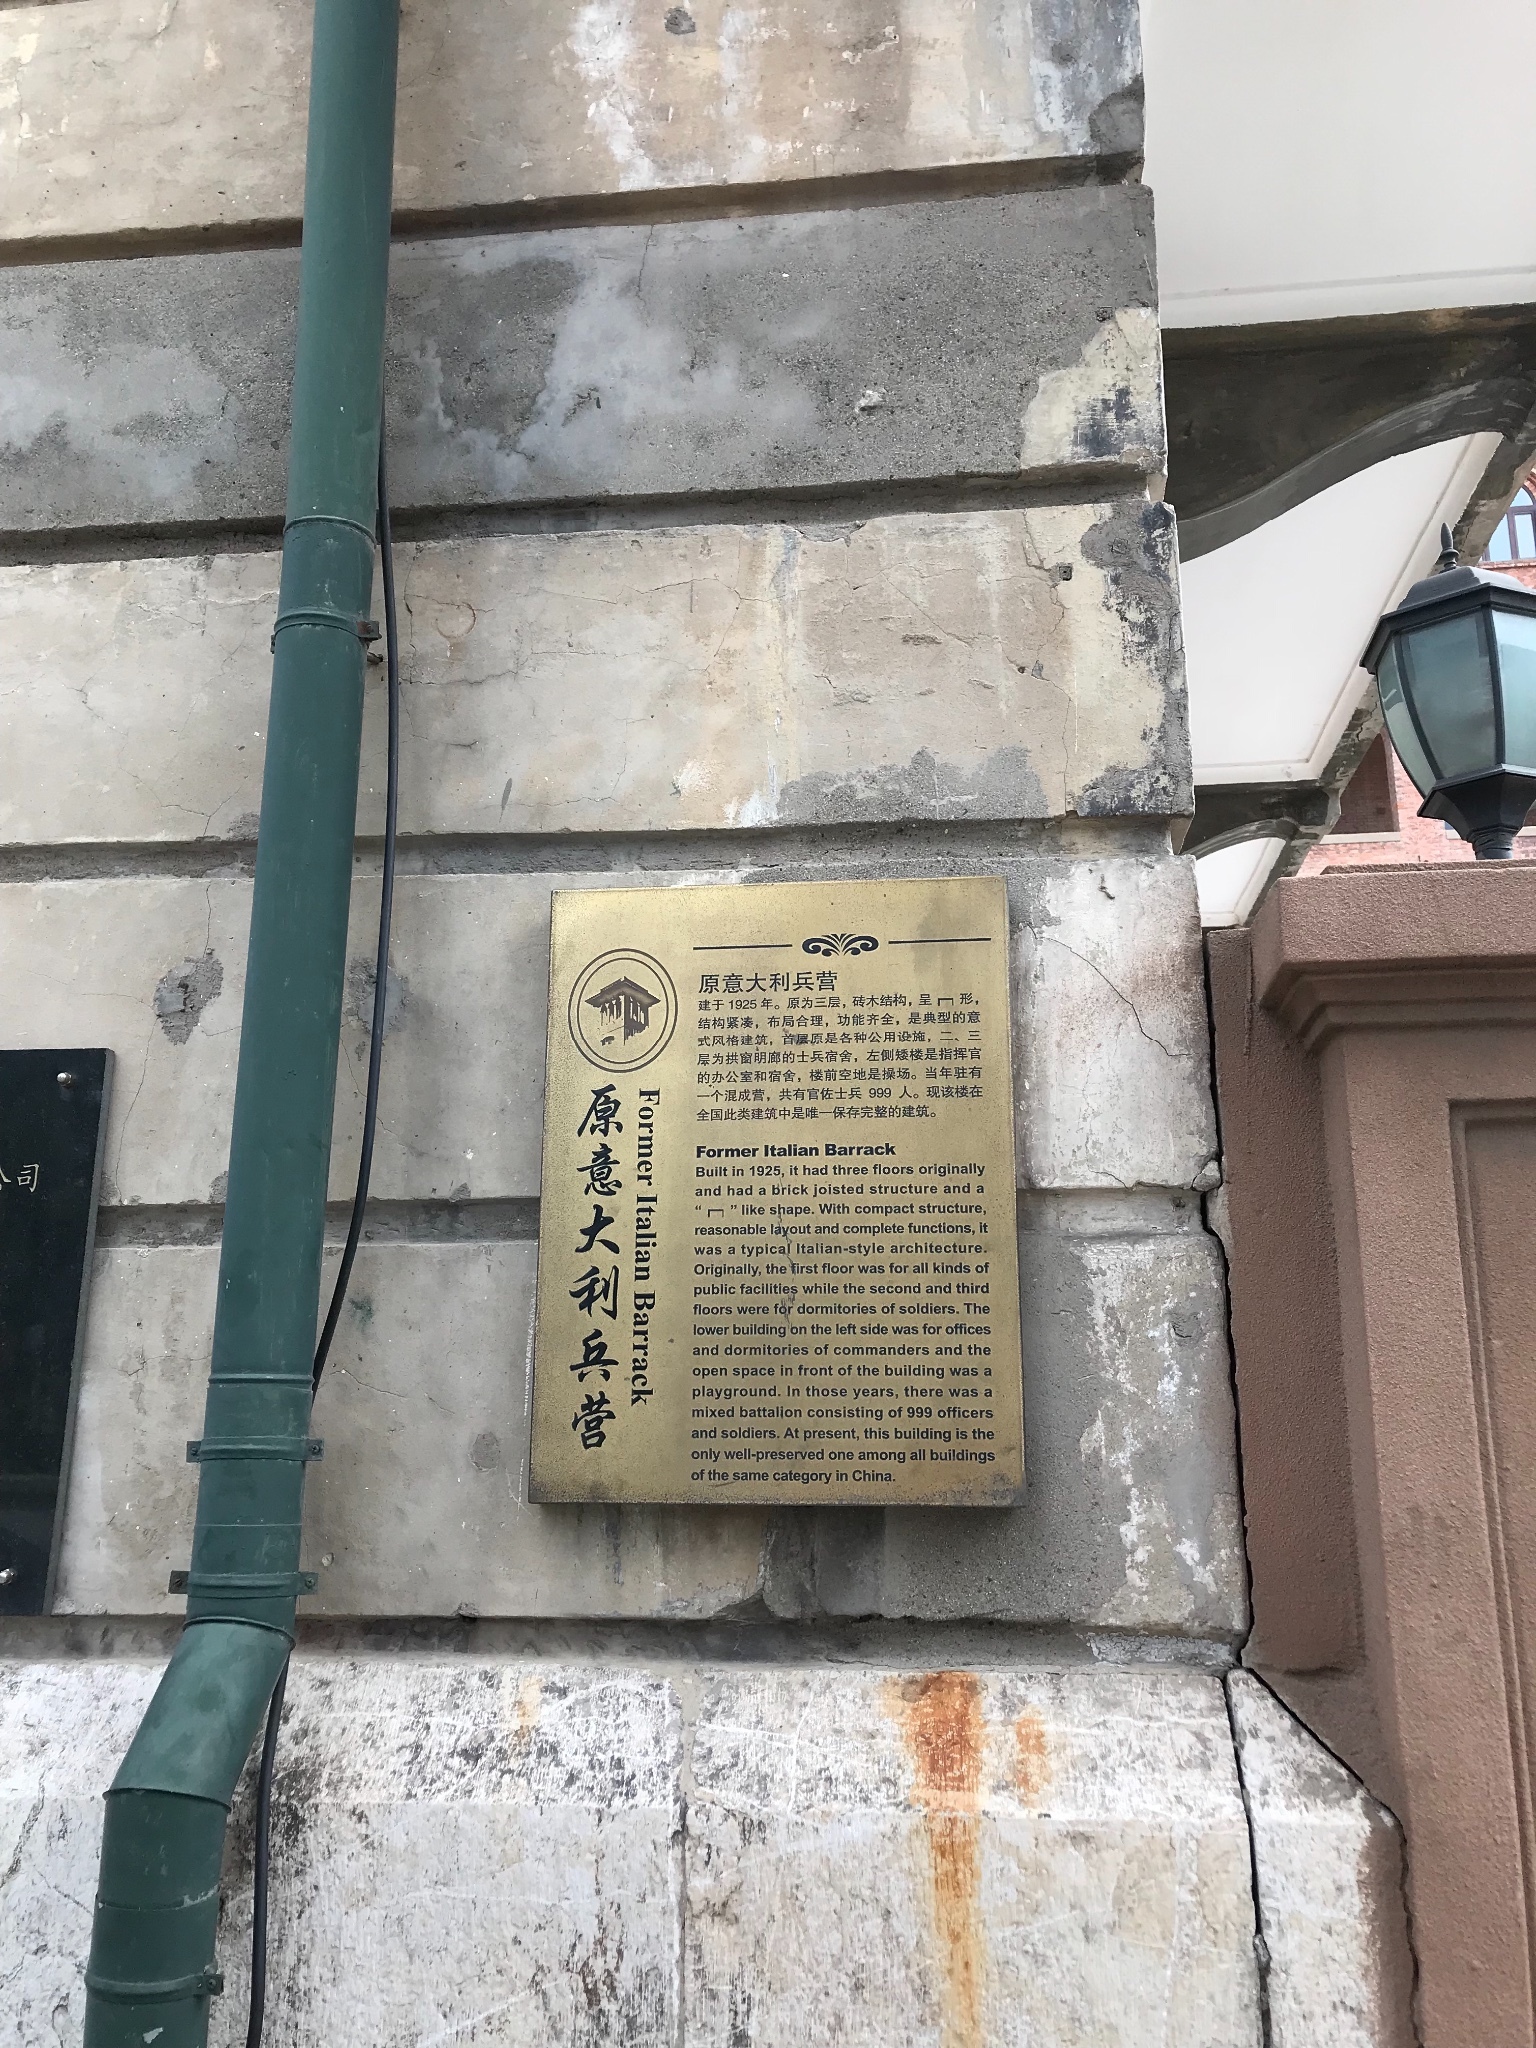 公司
原意大利兵营
Former Italian Barrack
原意大利兵营
建于 1925 年。原为三层，砖木结构，呈 ┌┐ 形，
结构紧凑，布局合理，功能齐全，是典型的意
式风格建筑，首层原是各种公用设施，二、三
层为拱窗明廊的士兵宿舍，左侧矮楼是指挥官
的办公室和宿舍，楼前空地是操场。当年驻有
一个混成营，共有官佐士兵 999 人。现该楼在
全国此类建筑中是唯一保存完整的建筑。
Former Italian Barrack
Built in 1925, it had three floors originally
and had a brick joisted structure and a
“ ┌┐ ” like shape. With compact structure,
reasonable layout and complete functions, it
was a typical Italian-style architecture.
Originally, the first floor was for all kinds of
public facilities while the second and third
floors were for dormitories of soldiers. The
lower building on the left side was for offices
and dormitories of commanders and the
open space in front of the building was a
playground. In those years, there was a
mixed battalion consisting of 999 officers
and soldiers. At present, this building is the
only well-preserved one among all buildings
of the same category in China.